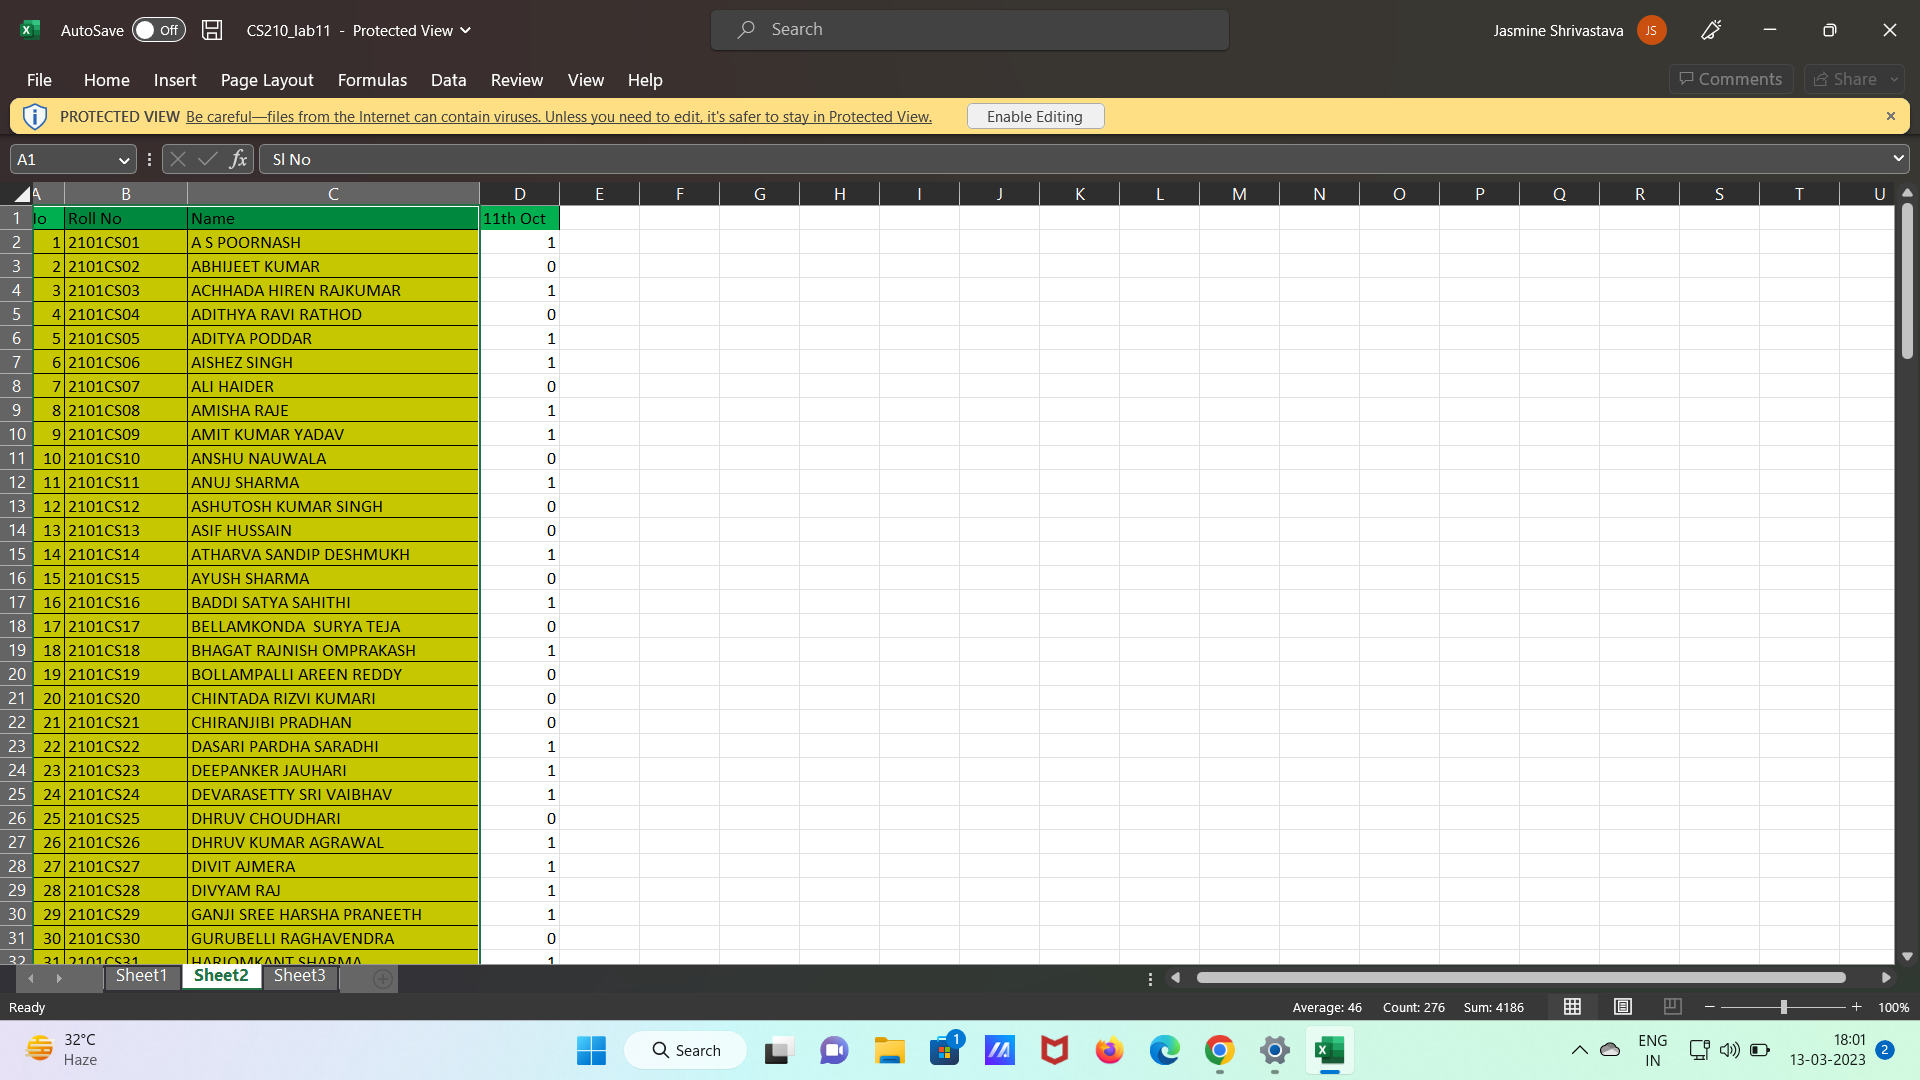 AutoSave Off CS210_lab11 - Protected View Search Jasmine Shrivastava JS
File Home Insert Page Layout Formulas Data Review View Help Comments Share
PROTECTED VIEW Be careful—files from the Internet can contain viruses. Unless you need to edit, it's safer to stay in Protected View. Enable Editing
A1 fx Sl No
A B C D E F G H I J K L M N O P Q R S T U
1 lo Roll No Name 11th Oct
2 1 2101CS01 A S POORNASH 1
3 2 2101CS02 ABHIJEET KUMAR 0
4 3 2101CS03 ACHHADA HIREN RAJKUMAR 1
5 4 2101CS04 ADITHYA RAVI RATHOD 0
6 5 2101CS05 ADITYA PODDAR 1
7 6 2101CS06 AISHEZ SINGH 1
8 7 2101CS07 ALI HAIDER 0
9 8 2101CS08 AMISHA RAJE 1
10 9 2101CS09 AMIT KUMAR YADAV 1
11 10 2101CS10 ANSHU NAUWALA 0
12 11 2101CS11 ANUJ SHARMA 1
13 12 2101CS12 ASHUTOSH KUMAR SINGH 0
14 13 2101CS13 ASIF HUSSAIN 0
15 14 2101CS14 ATHARVA SANDIP DESHMUKH 1
16 15 2101CS15 AYUSH SHARMA 0
17 16 2101CS16 BADDI SATYA SAHITHI 1
18 17 2101CS17 BELLAMKONDA  SURYA TEJA 0
19 18 2101CS18 BHAGAT RAJNISH OMPRAKASH 1
20 19 2101CS19 BOLLAMPALLI AREEN REDDY 0
21 20 2101CS20 CHINTADA RIZVI KUMARI 0
22 21 2101CS21 CHIRANJIBI PRADHAN 0
23 22 2101CS22 DASARI PARDHA SARADHI 1
24 23 2101CS23 DEEPANKER JAUHARI 1
25 24 2101CS24 DEVARASETTY SRI VAIBHAV 1
26 25 2101CS25 DHRUV CHOUDHARI 0
27 26 2101CS26 DHRUV KUMAR AGRAWAL 1
28 27 2101CS27 DIVIT AJMERA 1
29 28 2101CS28 DIVYAM RAJ 1
30 29 2101CS29 GANJI SREE HARSHA PRANEETH 1
31 30 2101CS30 GURUBELLI RAGHAVENDRA 0
32 31 2101CS31 HARIOMKANT SHARMA 1
Sheet1 Sheet2 Sheet3
Ready Average: 46 Count: 276 Sum: 4186 100%
32°C Haze Search 1 ENG IN 18:01 13-03-2023 2